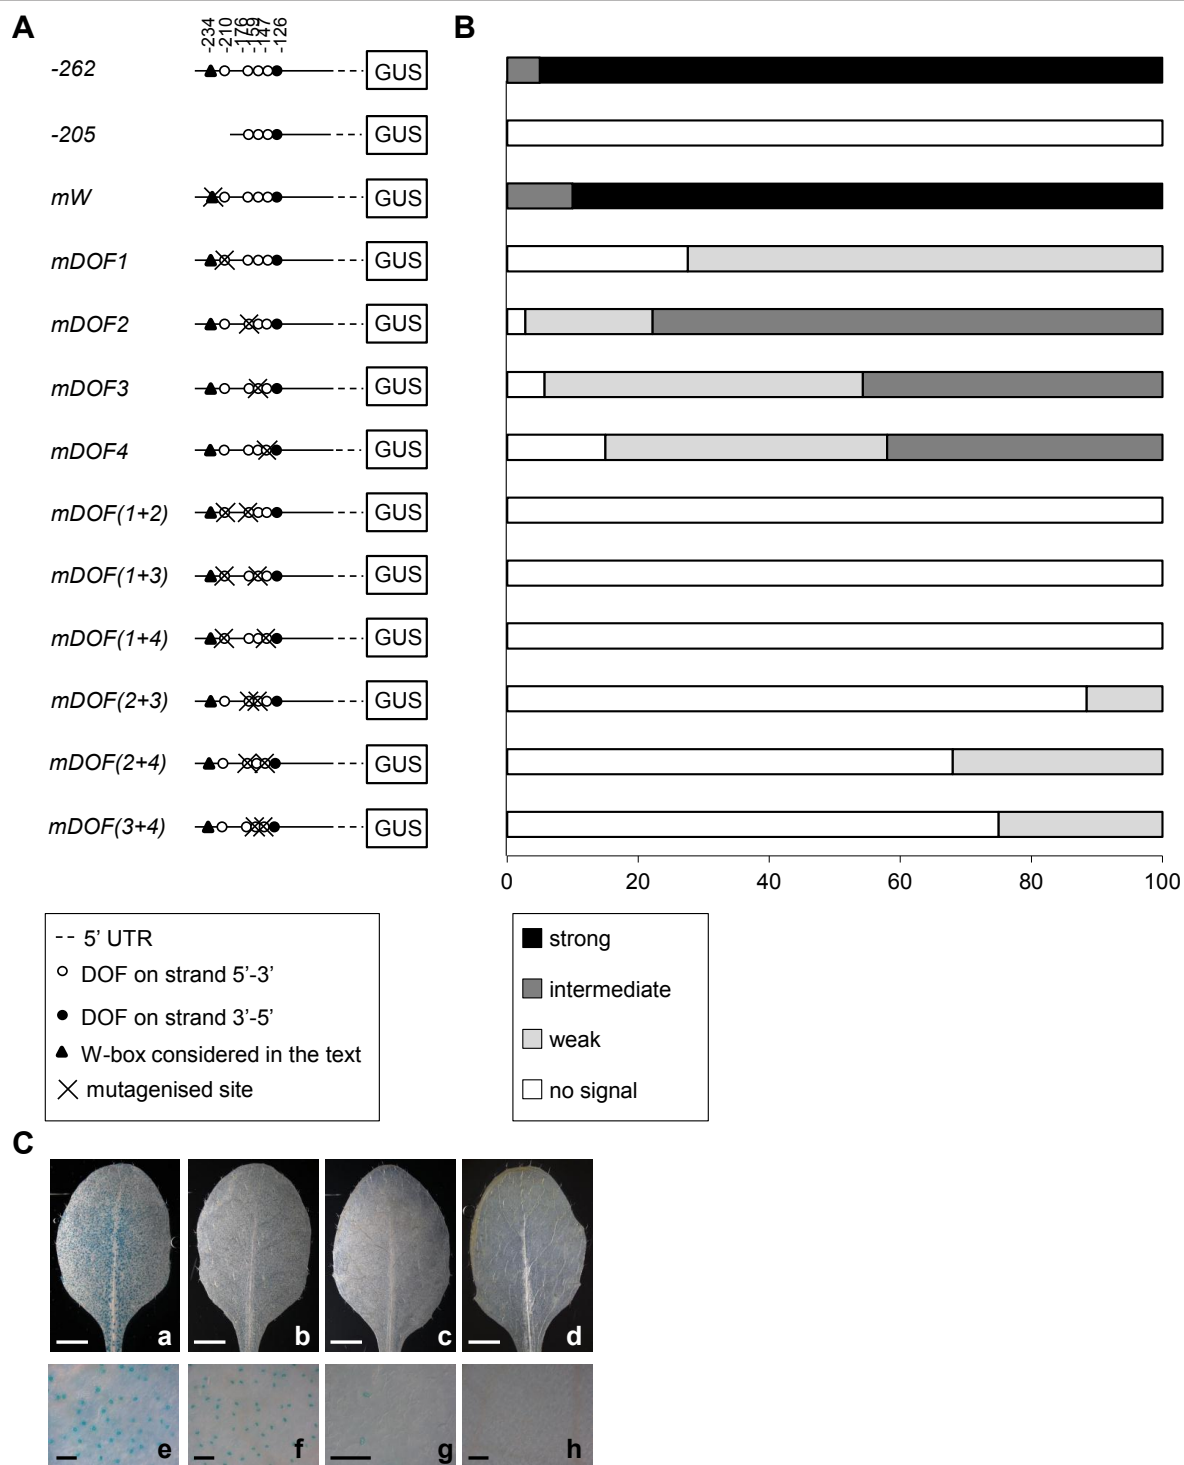 A
B
-234
-210
-176
-159
-147
-126
-262
GUS
-205
GUS
mW
GUS
mDOF1
GUS
mDOF2
GUS
mDOF3
GUS
mDOF4
GUS
mDOF(1+2)
GUS
mDOF(1+3)
GUS
mDOF(1+4)
GUS
mDOF(2+3)
GUS
mDOF(2+4)
GUS
mDOF(3+4)
GUS
0 20 40 60 80 100
5’ UTR
DOF on strand 5’-3’
DOF on strand 3’-5’
W-box considered in the text
mutagenised site
strong
intermediate
weak
no signal
C
a b c d
e f g h